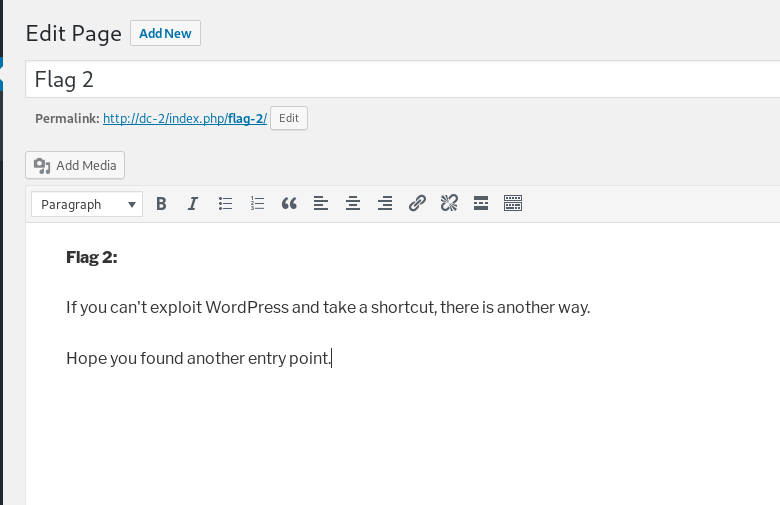 Edit Page Add New
Flag 2
Permalink: http://dc-2/index.php/flag-2/ Edit
Add Media
Paragraph
Flag 2:
If you can't exploit WordPress and take a shortcut, there is another way.
Hope you found another entry point.